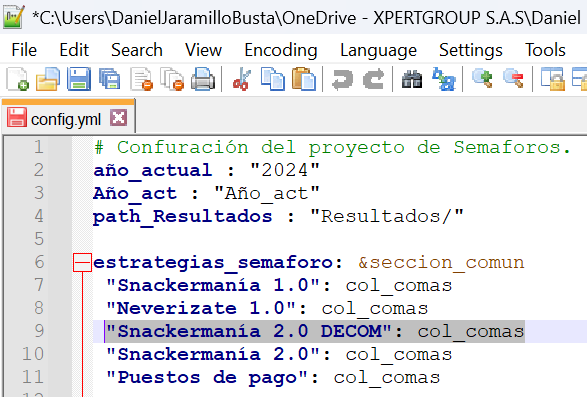 *C:\Users\DanielJaramilloBusta\OneDrive - XPERTGROUP S.A.S\Daniel
File Edit Search View Encoding Language Settings Tools
config.yml
1 # Confuración del proyecto de Semaforos.
2 año_actual : "2024"
3 Año_act : "Año_act"
4 path_Resultados : "Resultados/"
5
6 estrategias_semaforo: &seccion_comun
7 "Snackermanía 1.0": col_comas
8 "Neverizate 1.0": col_comas
9 "Snackermanía 2.0 DECOM": col_comas
10 "Snackermanía 2.0": col_comas
11 "Puestos de pago": col_comas